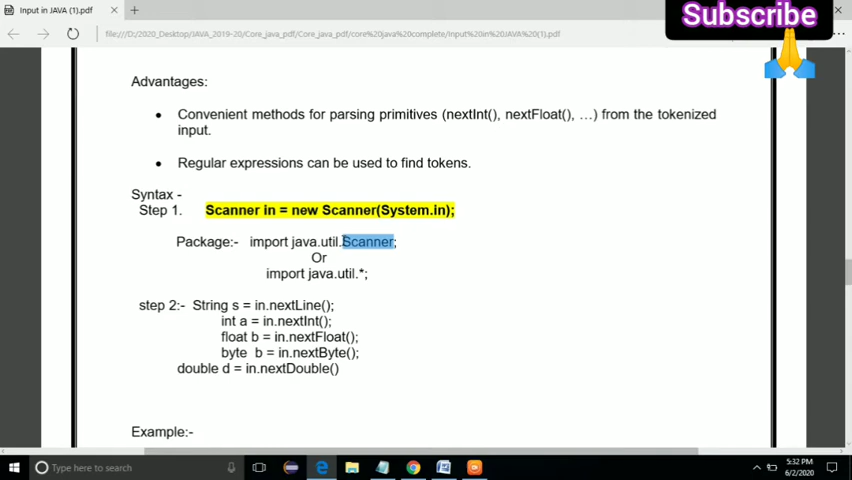 Input in JAVA (1).pdf
Subscribe
file:///D:/2020_Desktop/JAVA_2019-20/Core_java_pdf/Core_java_pdf/core%20java%20complete/Input%20in%20JAVA%20(1).pdf
Advantages:
• Convenient methods for parsing primitives (nextInt(), nextFloat(), …) from the tokenized
input.
• Regular expressions can be used to find tokens.
Syntax -
Step 1. Scanner in = new Scanner(System.in);
Package:- import java.util.Scanner;
Or
import java.util.*;
step 2:- String s = in.nextLine();
int a = in.nextInt();
float b = in.nextFloat();
byte b = in.nextByte();
double d = in.nextDouble()
Example:-
Type here to search
5:32 PM
6/2/2020